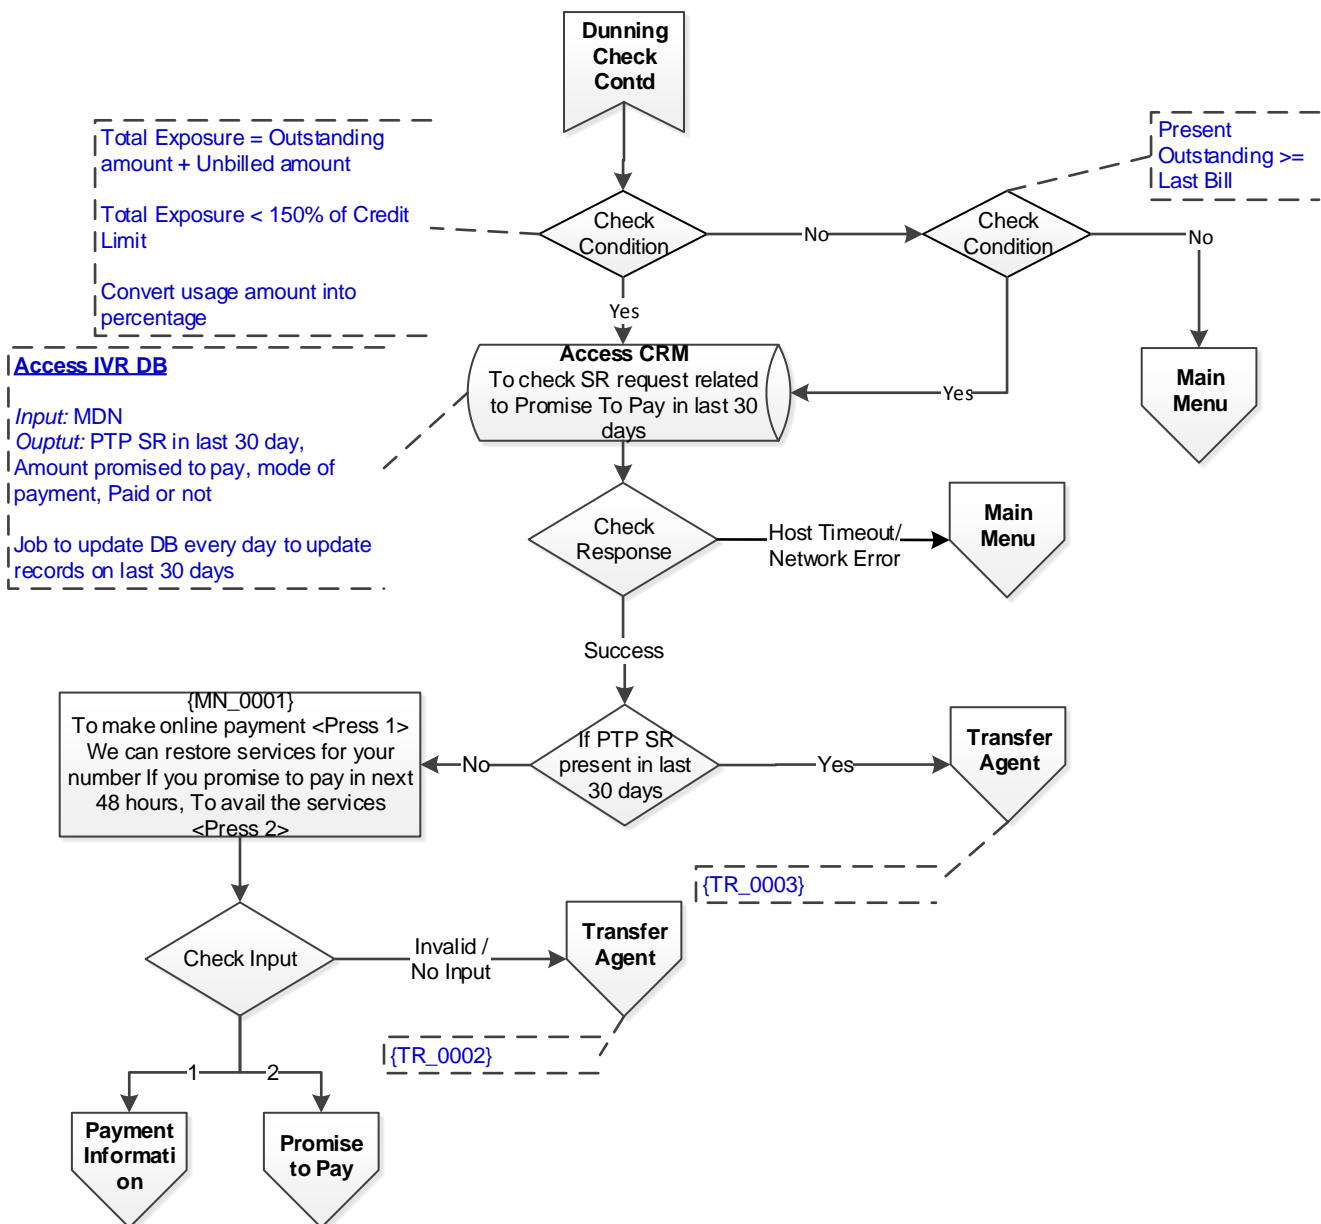 Dunning
Check
Contd
Total Exposure = Outstanding
amount + Unbilled amount
Total Exposure < 150% of Credit
Limit
Convert usage amount into
percentage
Present
Outstanding >=
Last Bill
Check
Condition
No
Check
Condition
No
Yes
Main
Menu
Access IVR DB
Input: MDN
Ouptut: PTP SR in last 30 day,
Amount promised to pay, mode of
payment, Paid or not
Job to update DB every day to update
records on last 30 days
Access CRM
To check SR request related
to Promise To Pay in last 30
days
Yes
Check
Response
Host Timeout/
Network Error
Main
Menu
Success
{MN_0001}
To make online payment <Press 1>
We can restore services for your
number If you promise to pay in next
48 hours, To avail the services
<Press 2>
No
If PTP SR
present in last
30 days
Yes
Transfer
Agent
{TR_0003}
Check Input
Invalid /
No Input
Transfer
Agent
{TR_0002}
1
2
Payment
Informati
on
Promise
to Pay